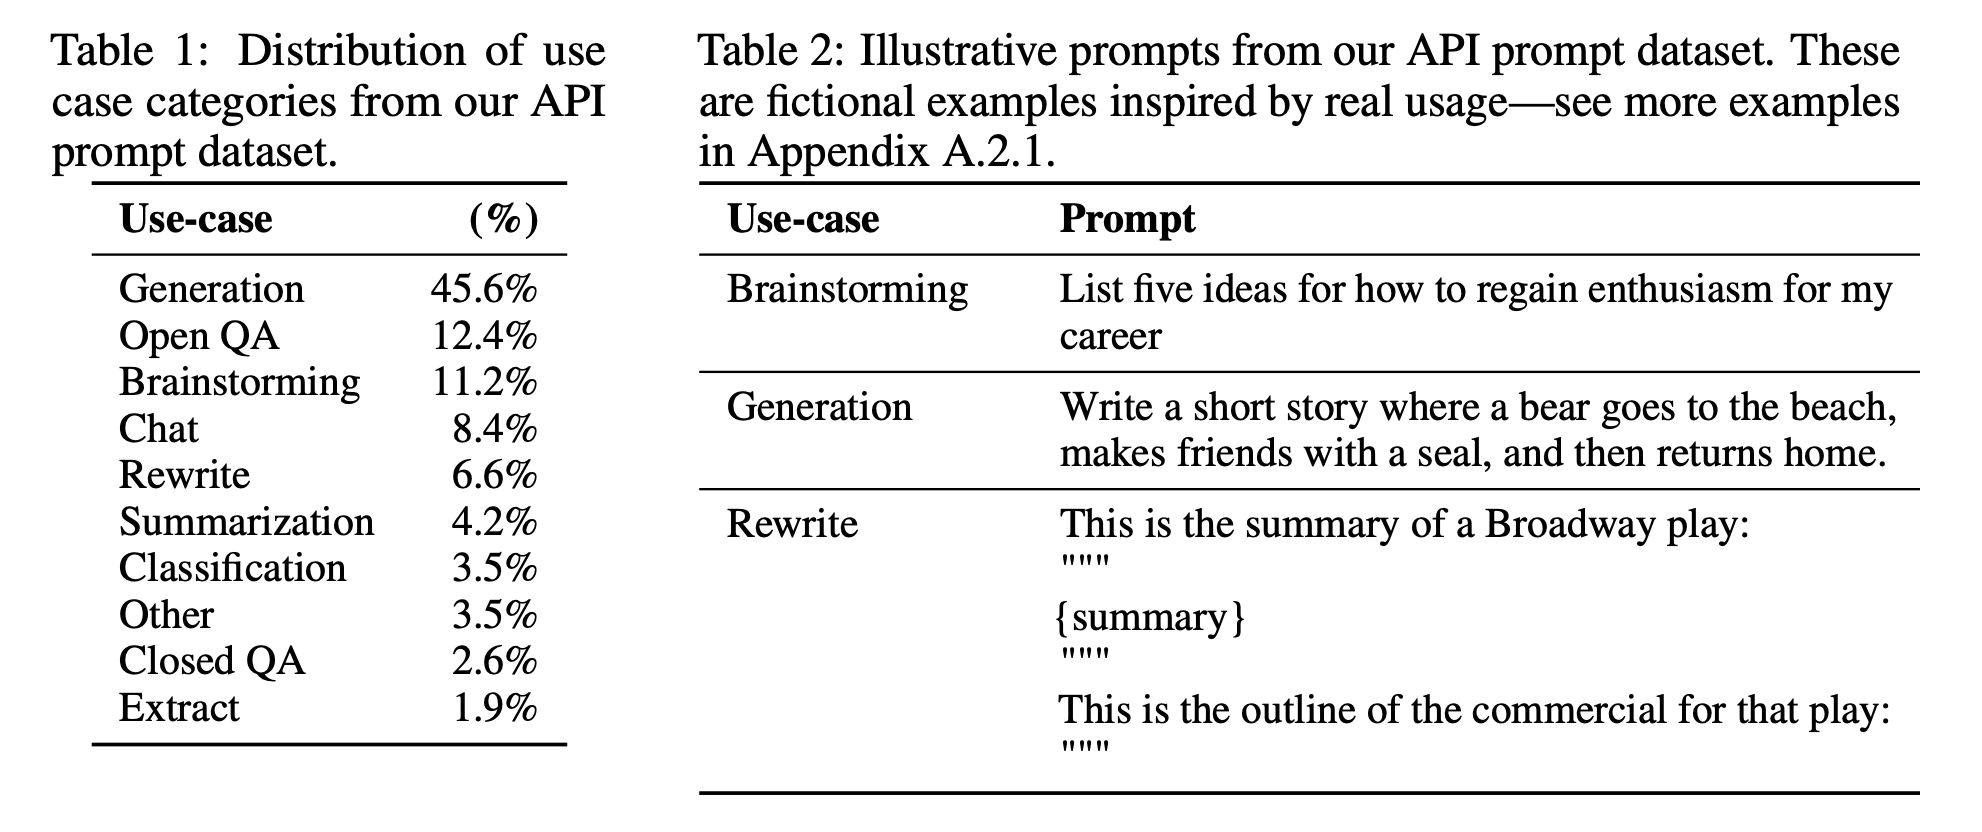 Table 1: Distribution of use
case categories from our API
prompt dataset.
Use-case (%)
Generation 45.6%
Open QA 12.4%
Brainstorming 11.2%
Chat 8.4%
Rewrite 6.6%
Summarization 4.2%
Classification 3.5%
Other 3.5%
Closed QA 2.6%
Extract 1.9%
Table 2: Illustrative prompts from our API prompt dataset. These
are fictional examples inspired by real usage—see more examples
in Appendix A.2.1.
Use-case Prompt
Brainstorming List five ideas for how to regain enthusiasm for my
career
Generation Write a short story where a bear goes to the beach,
makes friends with a seal, and then returns home.
Rewrite This is the summary of a Broadway play:
"""
{summary}
"""
This is the outline of the commercial for that play:
"""